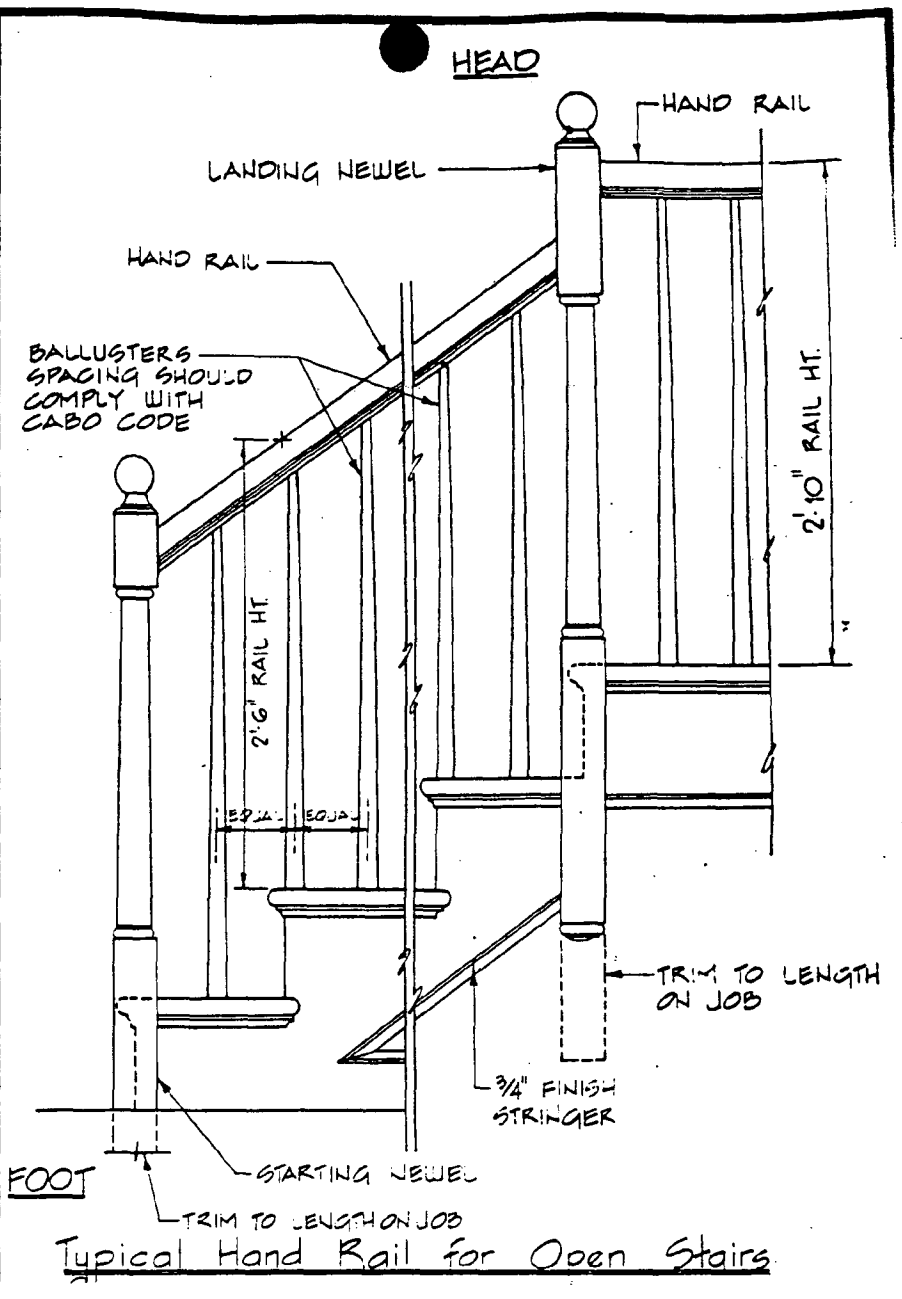 HEAD
HAND RAIL
LANDING NEWEL
HAND RAIL
BALLUSTERS
SPACING SHOULD
COMPLY WITH
CABO CODE
2'-10" RAIL HT.
2'-6" RAIL HT.
EQUAL EQUAL
TRIM TO LENGTH
ON JOB
3/4" FINISH
STRINGER
FOOT
STARTING NEWEL
TRIM TO LENGTH ON JOB
Typical Hand Rail for Open Stairs